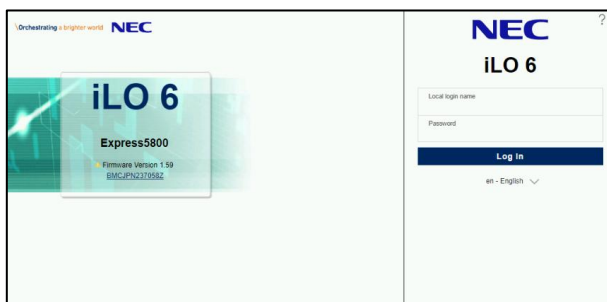 \Orchestrating a brighter world NEC
iLO 6
Express5800
Firmware Version 1.59
BMCJPN237058Z
NEC
?
iLO 6
Local login name
Password
Log In
en - English